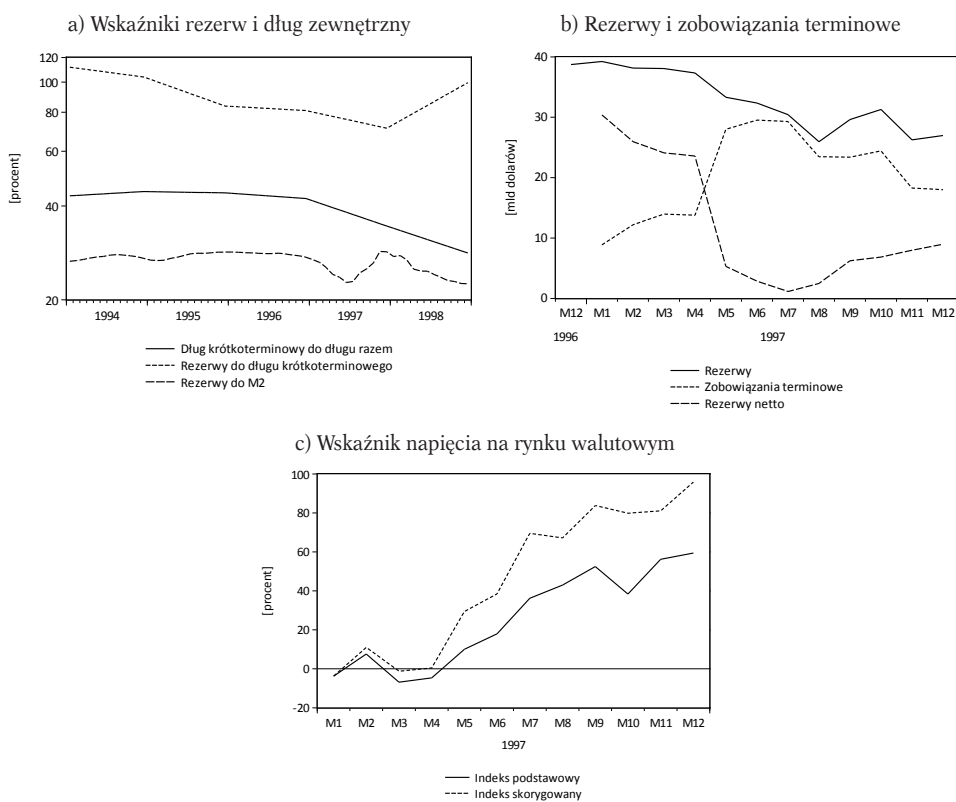 a) Wskaźniki rezerw i dług zewnętrzny
120
100
80
60
40
20
[procent]
1994 1995 1996 1997 1998
Dług krótkoterminowy do długu razem
Rezerwy do długu krótkoterminowego
Rezerwy do M2
b) Rezerwy i zobowiązania terminowe
40
30
20
10
0
[mld dolarów]
M12 M1 M2 M3 M4 M5 M6 M7 M8 M9 M10 M11 M12
1996 1997
Rezerwy
Zobowiązania terminowe
Rezerwy netto
c) Wskaźnik napięcia na rynku walutowym
100
80
60
40
20
0
-20
[procent]
M1 M2 M3 M4 M5 M6 M7 M8 M9 M10 M11 M12
1997
Indeks podstawowy
Indeks skorygowany